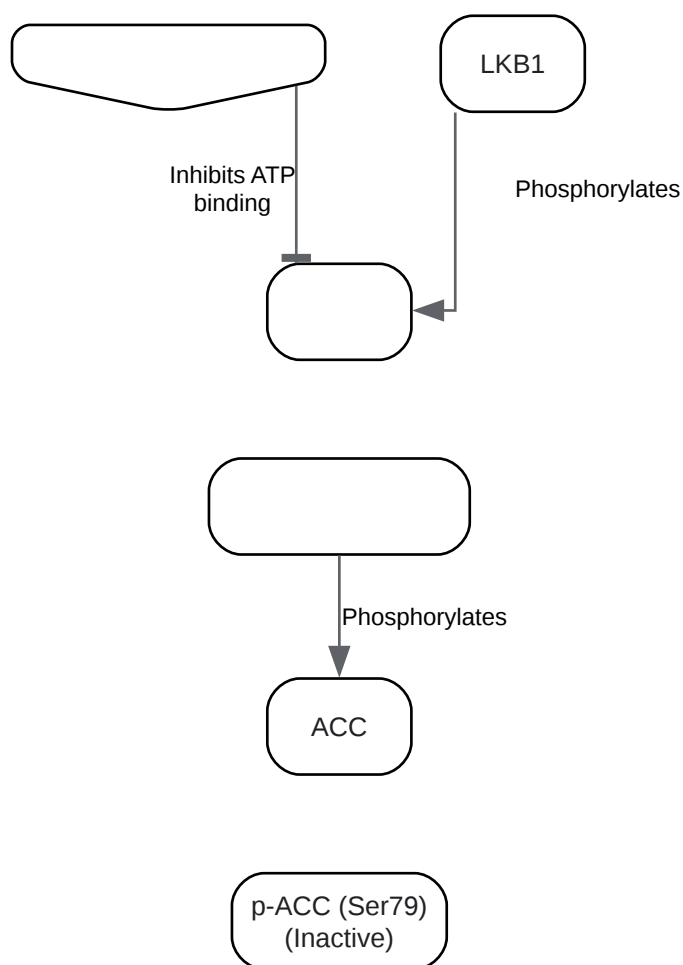 LKB1
Inhibits ATP
binding
Phosphorylates
Phosphorylates
ACC
p-ACC (Ser79)
(Inactive)